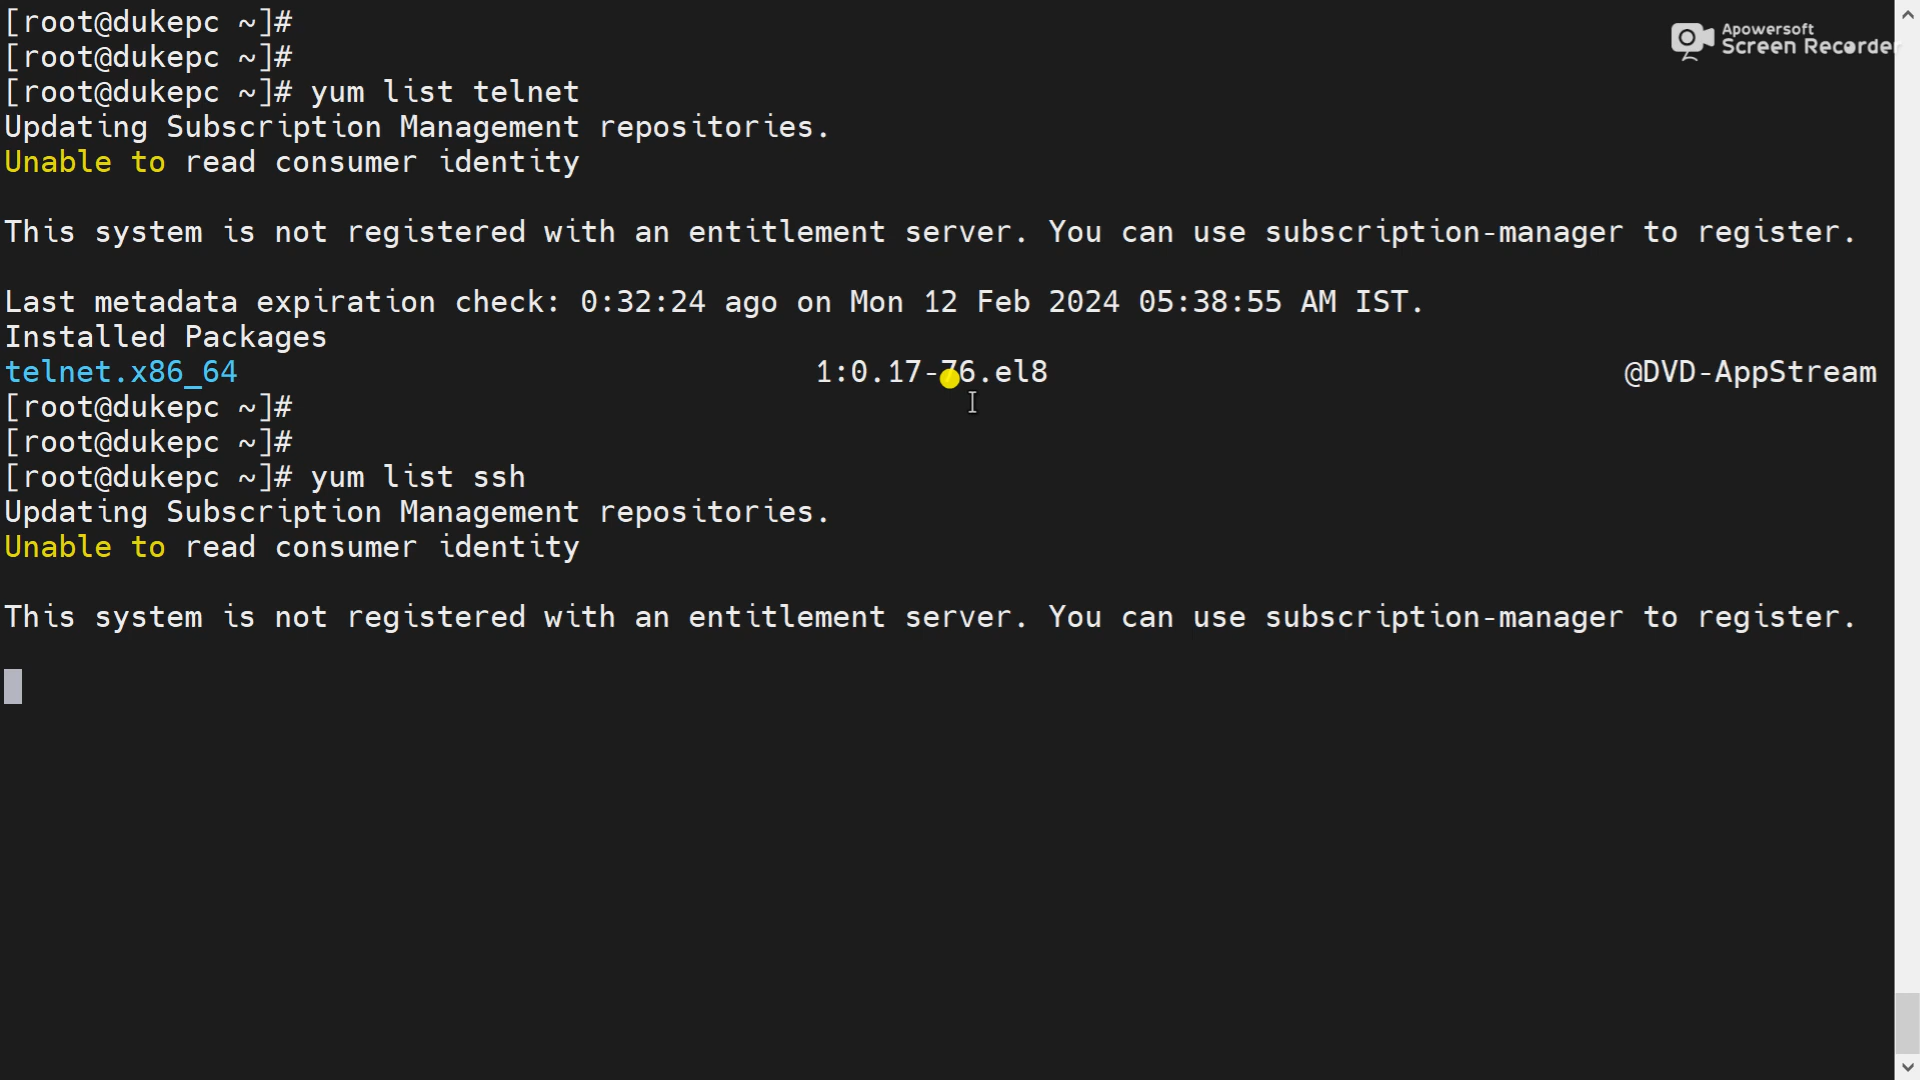 [root@dukepc ~]#
Apowersoft
Screen Recorder
[root@dukepc ~]#
[root@dukepc ~]# yum list telnet
Updating Subscription Management repositories.
Unable to read consumer identity
This system is not registered with an entitlement server. You can use subscription-manager to register.
Last metadata expiration check: 0:32:24 ago on Mon 12 Feb 2024 05:38:55 AM IST.
Installed Packages
telnet.x86_64 1:0.17-76.el8 @DVD-AppStream
[root@dukepc ~]#
[root@dukepc ~]#
[root@dukepc ~]# yum list ssh
Updating Subscription Management repositories.
Unable to read consumer identity
This system is not registered with an entitlement server. You can use subscription-manager to register.